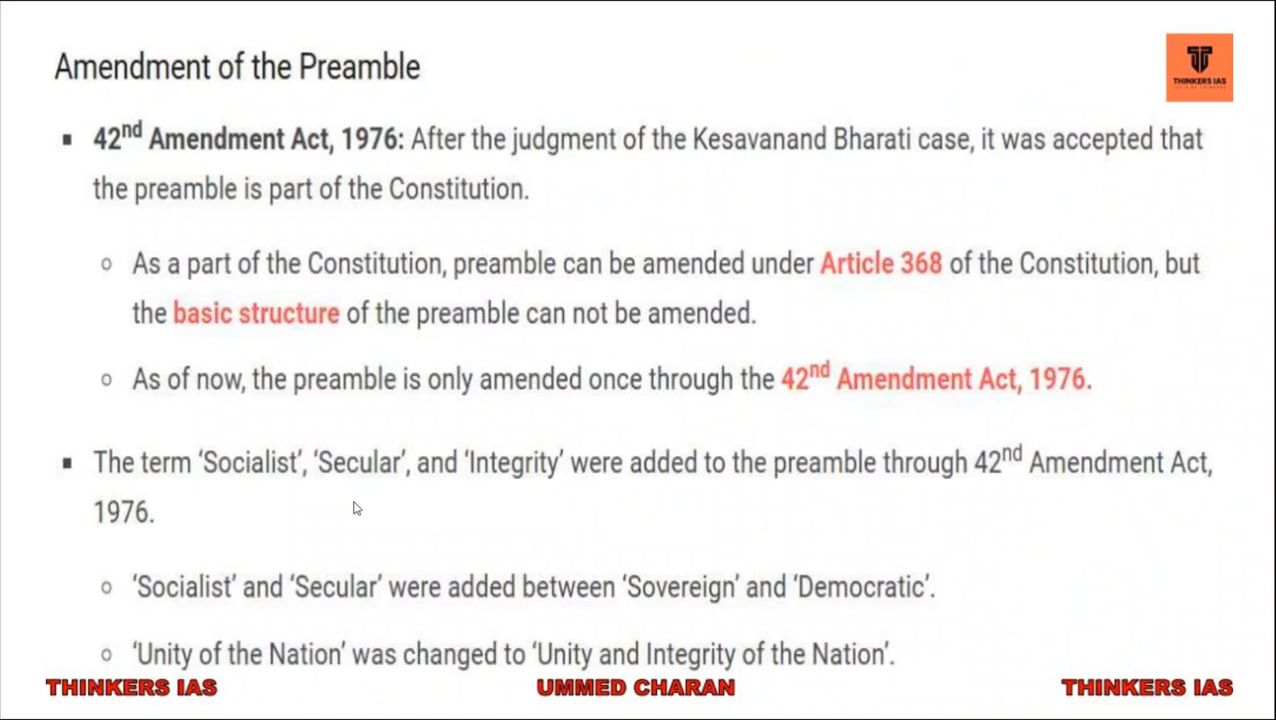 Amendment of the Preamble
THINKERS IAS
▪ 42nd Amendment Act, 1976: After the judgment of the Kesavanand Bharati case, it was accepted that
the preamble is part of the Constitution.
○ As a part of the Constitution, preamble can be amended under Article 368 of the Constitution, but
the basic structure of the preamble can not be amended.
○ As of now, the preamble is only amended once through the 42nd Amendment Act, 1976.
▪ The term ‘Socialist’, ‘Secular’, and ‘Integrity’ were added to the preamble through 42nd Amendment Act,
1976.
○ ‘Socialist’ and ‘Secular’ were added between ‘Sovereign’ and ‘Democratic’.
○ ‘Unity of the Nation’ was changed to ‘Unity and Integrity of the Nation’.
THINKERS IAS UMMED CHARAN THINKERS IAS